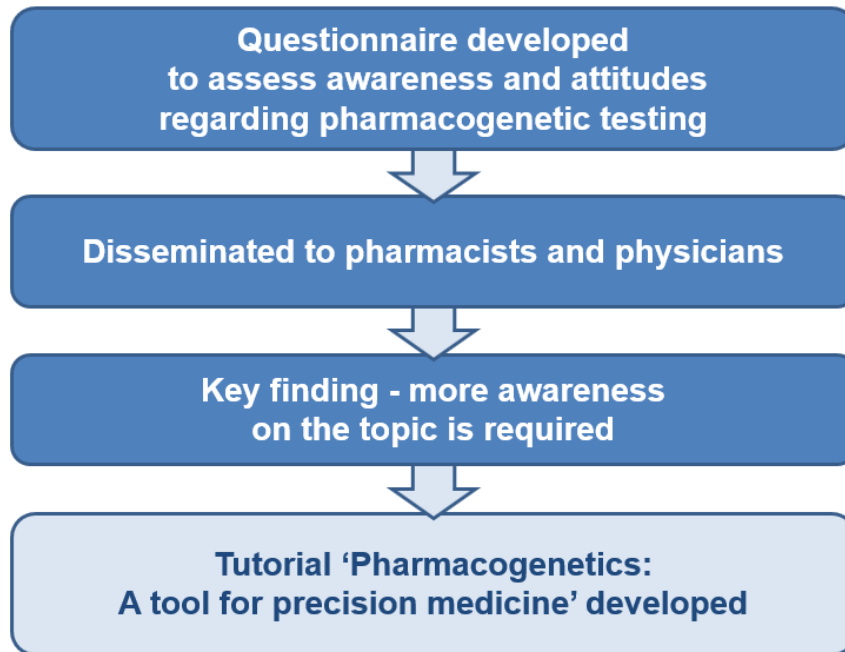 Questionnaire developed
to assess awareness and attitudes
regarding pharmacogenetic testing
Disseminated to pharmacists and physicians
Key finding - more awareness
on the topic is required
Tutorial ‘Pharmacogenetics:
A tool for precision medicine’ developed